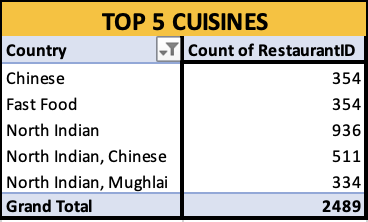 TOP 5 CUISINES
Country Count of RestaurantID
Chinese 354
Fast Food 354
North Indian 936
North Indian, Chinese 511
North Indian, Mughlai 334
Grand Total 2489